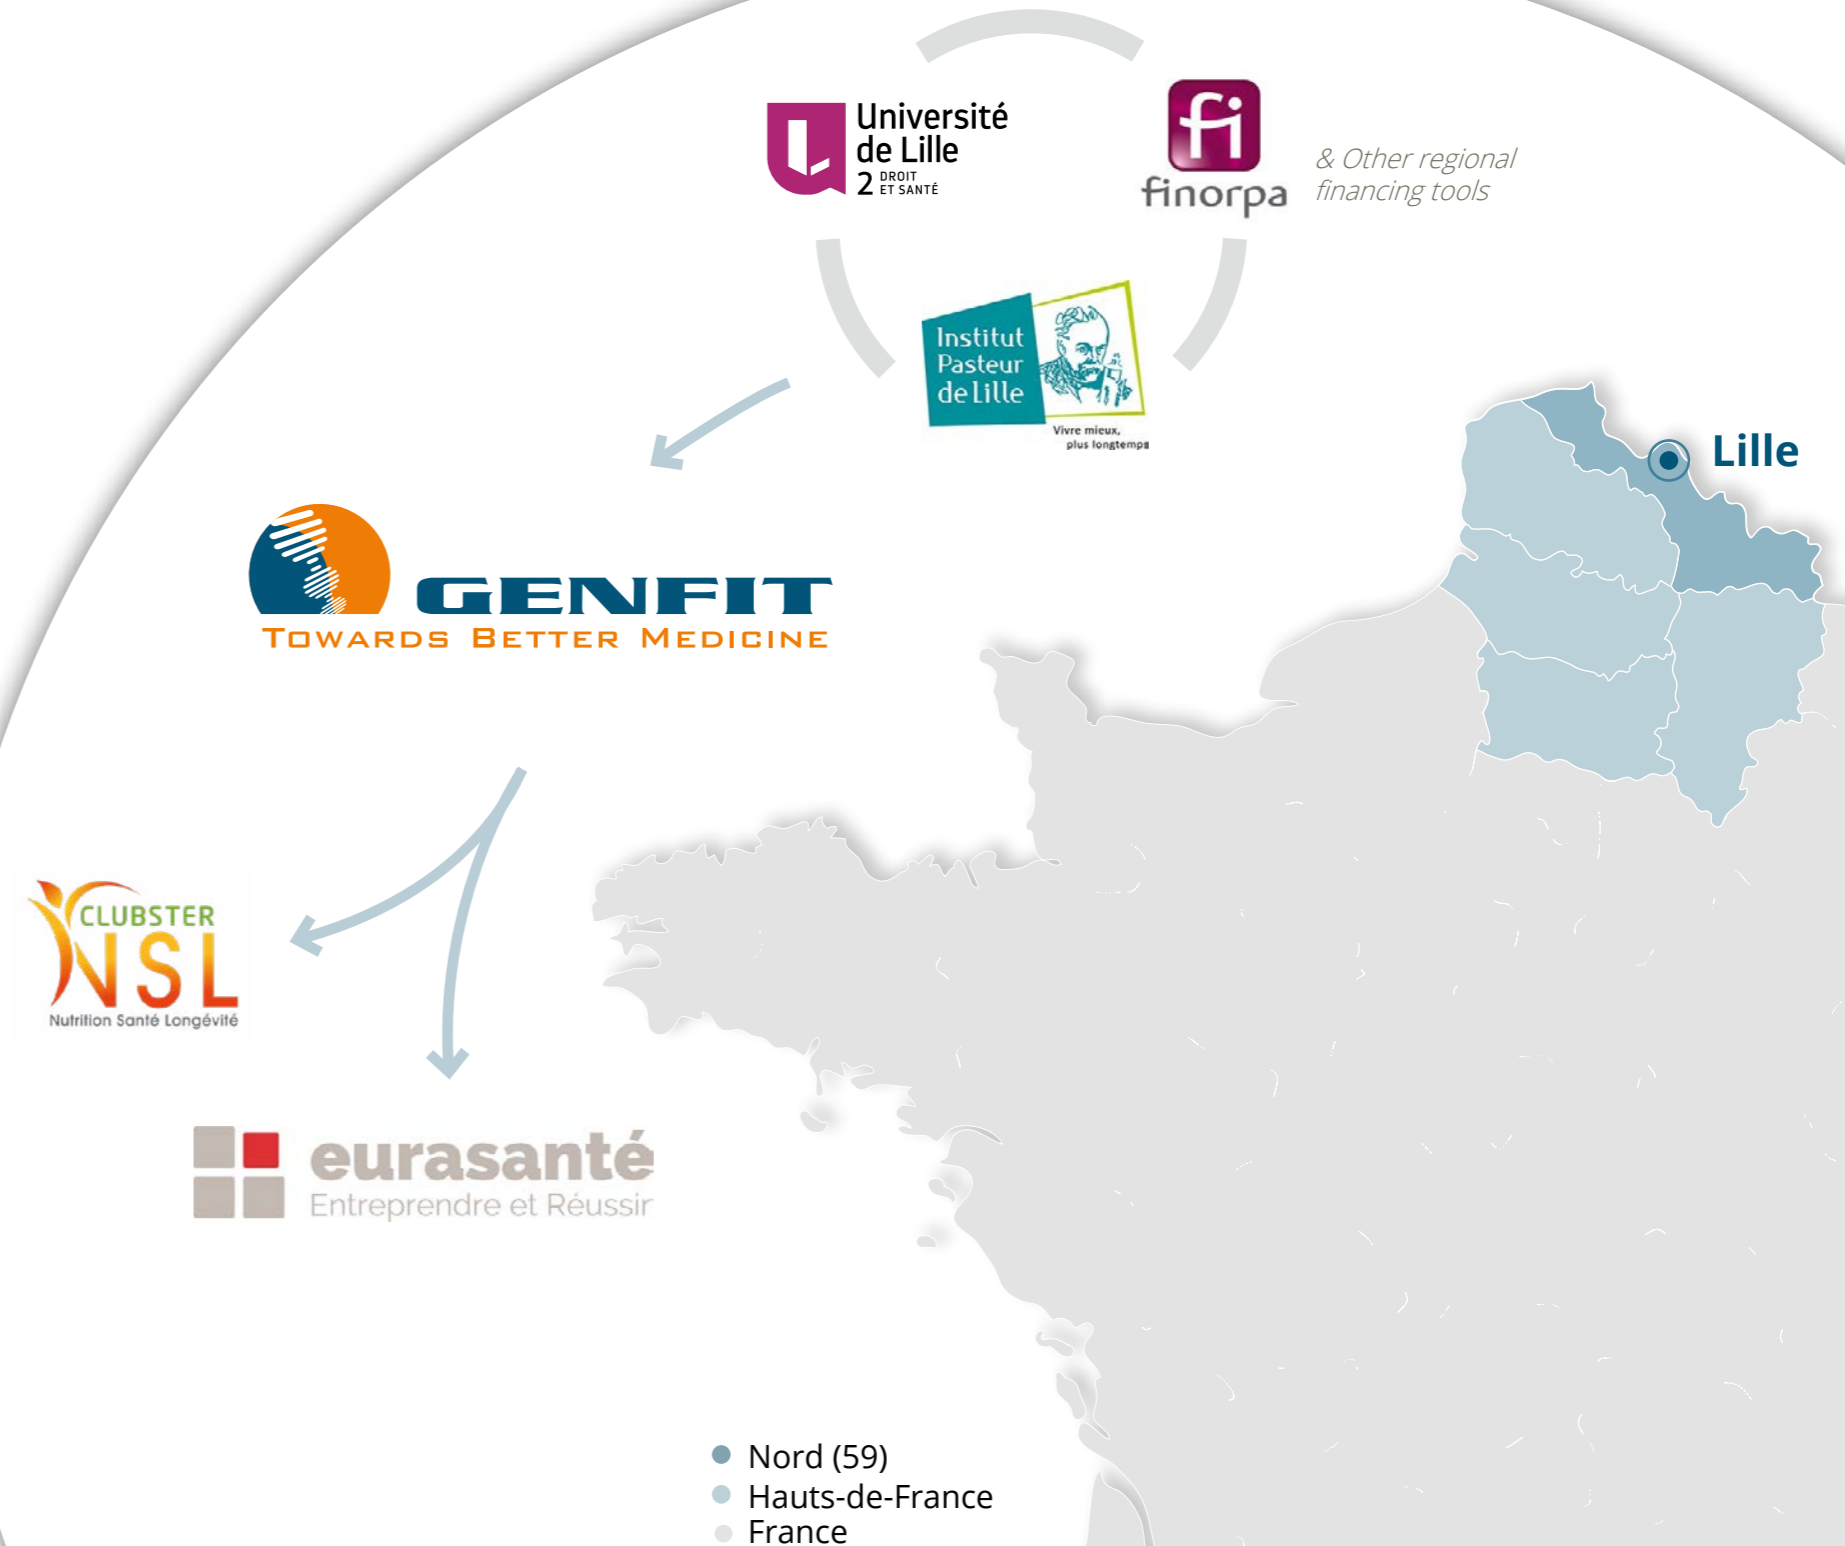 Université
de Lille
2 DROIT
ET SANTÉ
fi
finorpa
& Other regional
financing tools
Institut
Pasteur
de Lille
Vivre mieux,
plus longtemps
Lille
GENFIT
TOWARDS BETTER MEDICINE
CLUBSTER
NSL
Nutrition Santé Longévité
eurasanté
Entreprendre et Réussir
Nord (59)
Hauts-de-France
France